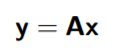 y = Ax